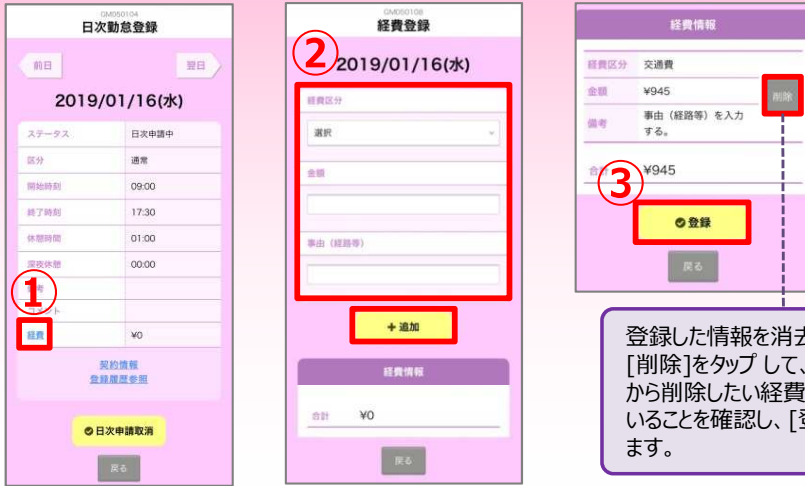 GM050104
日次勤怠登録
前日
翌日
2019/01/16(水)
ステータス 日次申請中
区分 通常
開始時刻 09:00
終了時刻 17:30
休憩時間 01:00
深夜休憩 00:00
①
コメント
経費 ¥0
契約情報
登録履歴参照
日次申請取消
戻る
GM050108
経費登録
②
2019/01/16(水)
経費区分
選択
金額
事由（経路等）
+追加
経費情報
合計 ¥0
戻る
経費情報
経費区分 交通費
金額 ¥945
削除
備考 事由（経路等）を入力
する。
合計 ¥945
③
登録
戻る
登録した情報を消
[削除]をタップして、
から削除したい経費
いることを確認し、[
ます。